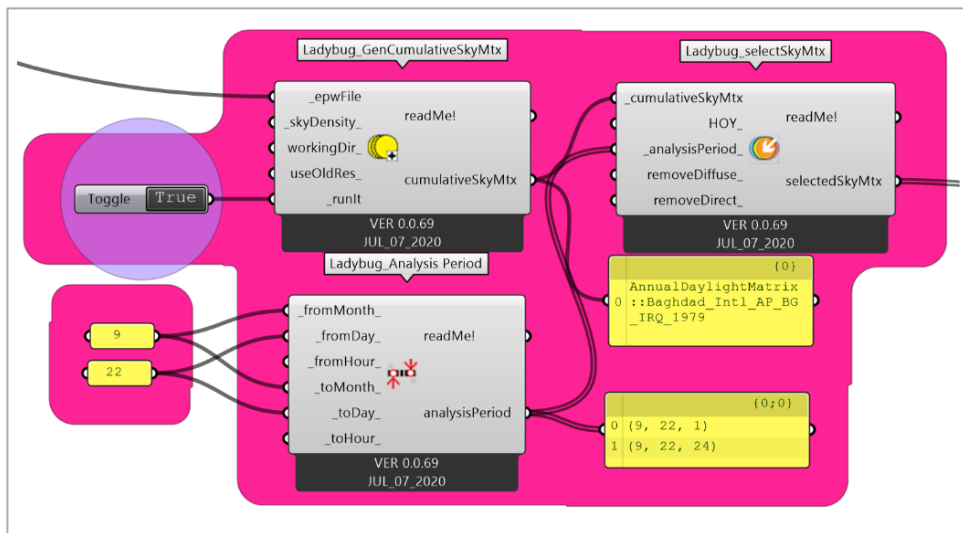 Ladybug_GenCumulativeSkyMtx
_epwFile
_skyDensity_
workingDir_
useOldRes_
_runIt
readMe!
cumulativeSkyMtx
VER 0.0.69
JUL_07_2020
Ladybug_selectSkyMtx
_cumulativeSkyMtx
HOY_
_analysisPeriod_
removeDiffuse_
removeDirect_
readMe!
selectedSkyMtx
VER 0.0.69
JUL_07_2020
Toggle True
Ladybug_Analysis Period
_fromMonth_
_fromDay_
_fromHour_
_toMonth_
_toDay_
_toHour_
readMe!
analysisPeriod
VER 0.0.69
JUL_07_2020
9
22
{0}
0 AnnualDaylightMatrix
::Baghdad_Intl_AP_BG
_IRQ_1979
{0;0}
0 (9, 22, 1)
1 (9, 22, 24)